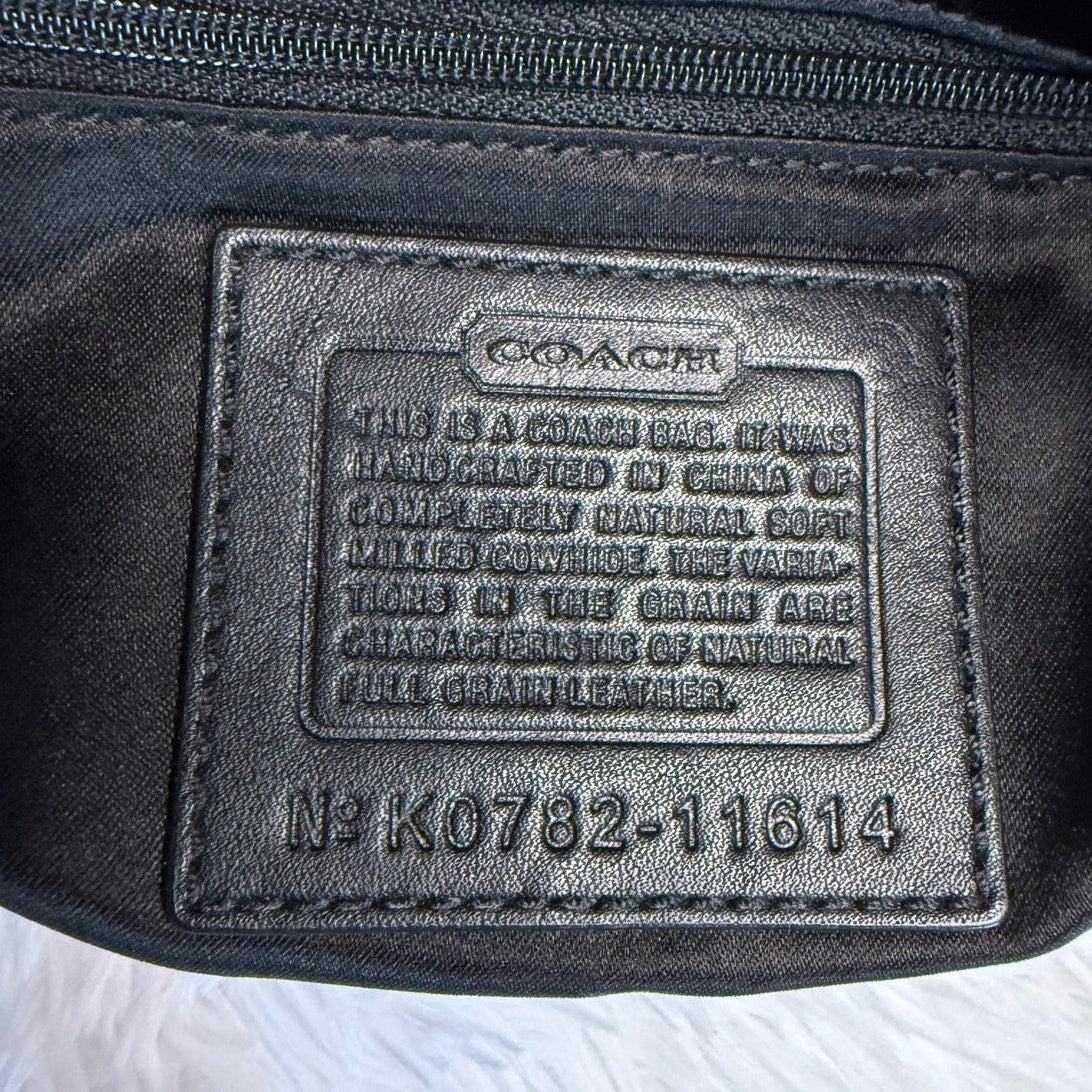 COACH
THIS IS A COACH BAG. IT WAS
HANDCRAFTED IN CHINA OF
COMPLETELY NATURAL SOFT
MILLED COWHIDE. THE VARIA-
TIONS IN THE GRAIN ARE
CHARACTERISTIC OF NATURAL
FULL GRAIN LEATHER.
Nº K0782-11614